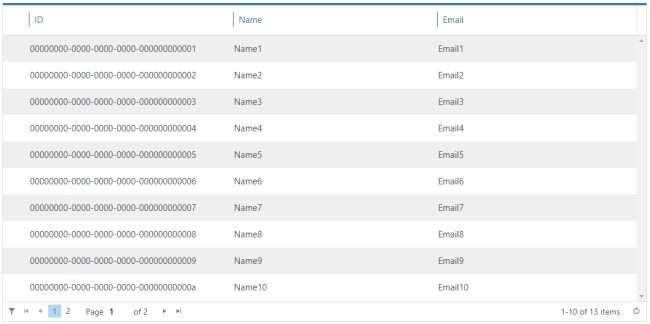 ID Name Email
00000000-0000-0000-0000-000000000001 Name1 Email1
00000000-0000-0000-0000-000000000002 Name2 Email2
00000000-0000-0000-0000-000000000003 Name3 Email3
00000000-0000-0000-0000-000000000004 Name4 Email4
00000000-0000-0000-0000-000000000005 Name5 Email5
00000000-0000-0000-0000-000000000006 Name6 Email6
00000000-0000-0000-0000-000000000007 Name7 Email7
00000000-0000-0000-0000-000000000008 Name8 Email8
00000000-0000-0000-0000-000000000009 Name9 Email9
00000000-0000-0000-0000-00000000000a Name10 Email10
1 2 Page 1 of 2 1-10 of 13 items